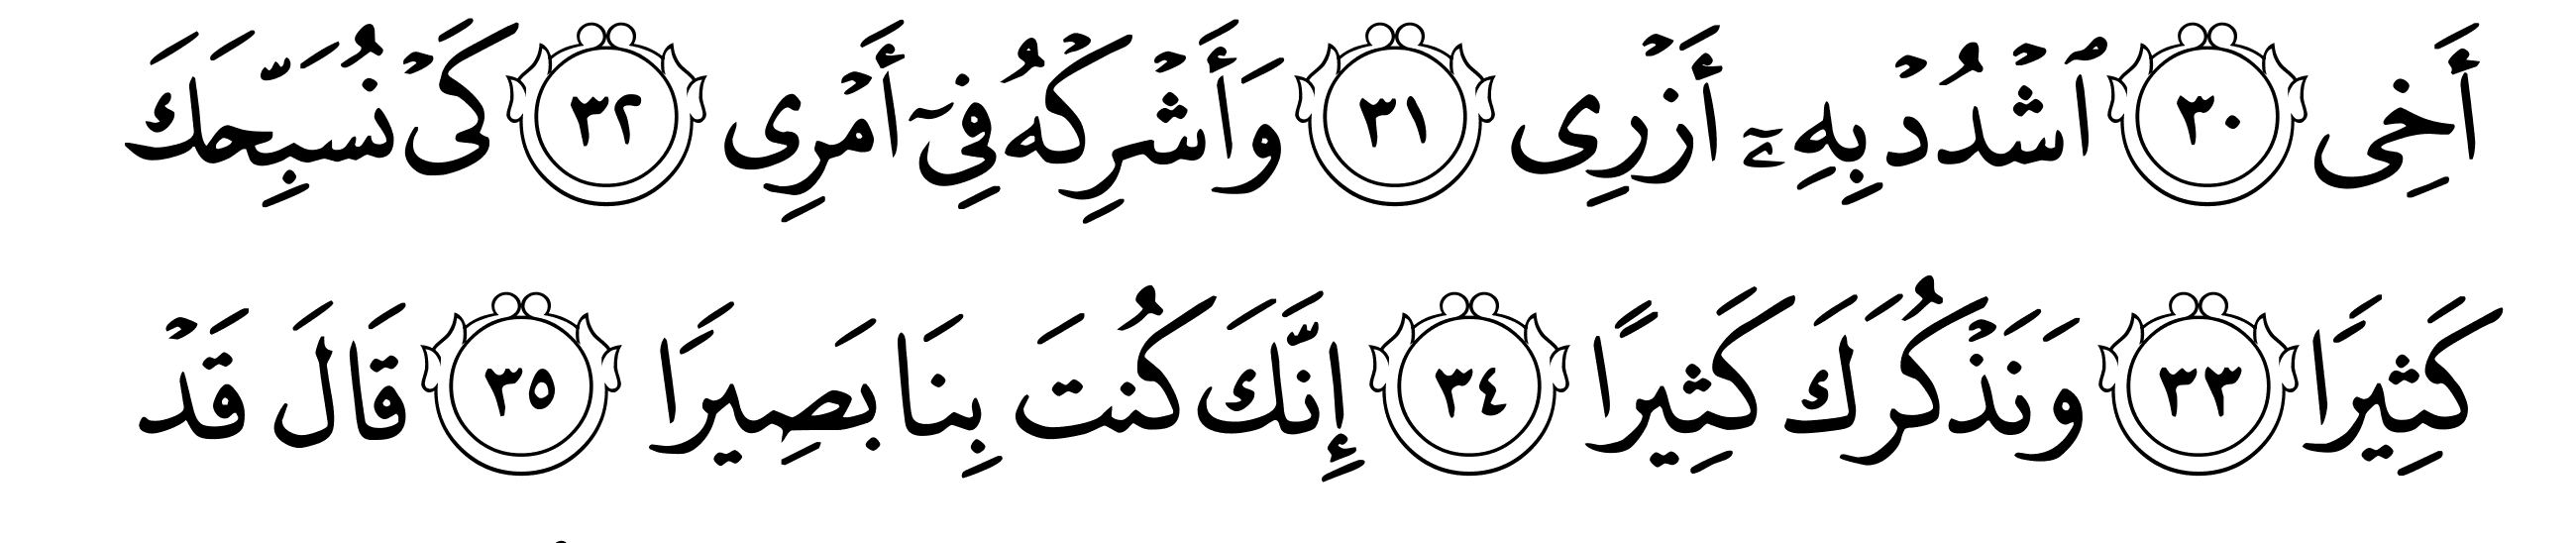 أَخِى ٣٠ ٱشْدُدْ بِهِۦٓ أَزْرِى ٣١ وَأَشْرِكْهُ فِىٓ أَمْرِى ٣٢ كَىْ نُسَبِّحَكَ
كَثِيرًا ٣٣ وَنَذْكُرَكَ كَثِيرًا ٣٤ إِنَّكَ كُنتَ بِنَا بَصِيرًا ٣٥ قَالَ قَدْ